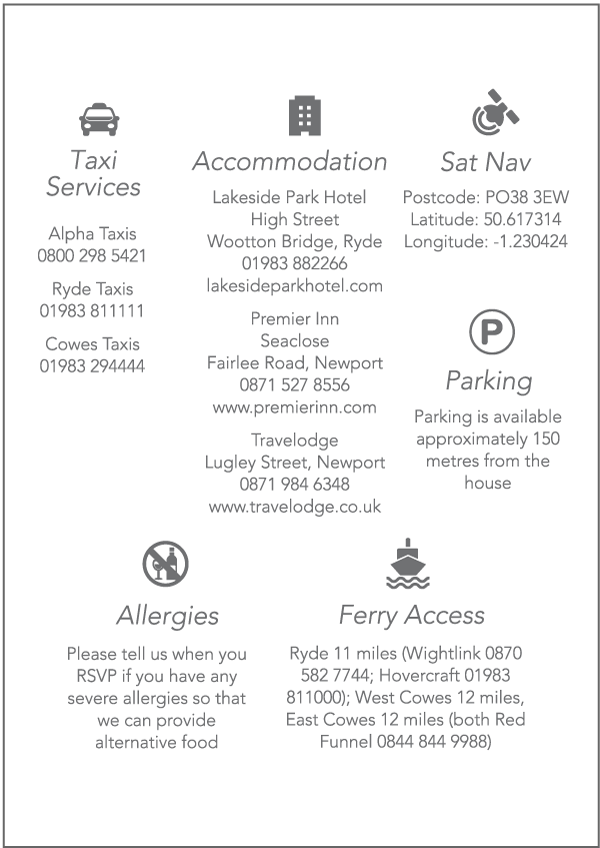 Taxi
Services
Alpha Taxis
0800 298 5421
Ryde Taxis
01983 811111
Cowes Taxis
01983 294444
Accommodation
Lakeside Park Hotel
High Street
Wootton Bridge, Ryde
01983 882266
lakesideparkhotel.com
Premier Inn
Seaclose
Fairlee Road, Newport
0871 527 8556
www.premierinn.com
Travelodge
Lugley Street, Newport
0871 984 6348
www.travelodge.co.uk
Sat Nav
Postcode: PO38 3EW
Latitude: 50.617314
Longitude: -1.230424
P
Parking
Parking is available
approximately 150
metres from the
house
Allergies
Please tell us when you
RSVP if you have any
severe allergies so that
we can provide
alternative food
Ferry Access
Ryde 11 miles (Wightlink 0870
582 7744; Hovercraft 01983
811000); West Cowes 12 miles,
East Cowes 12 miles (both Red
Funnel 0844 844 9988)